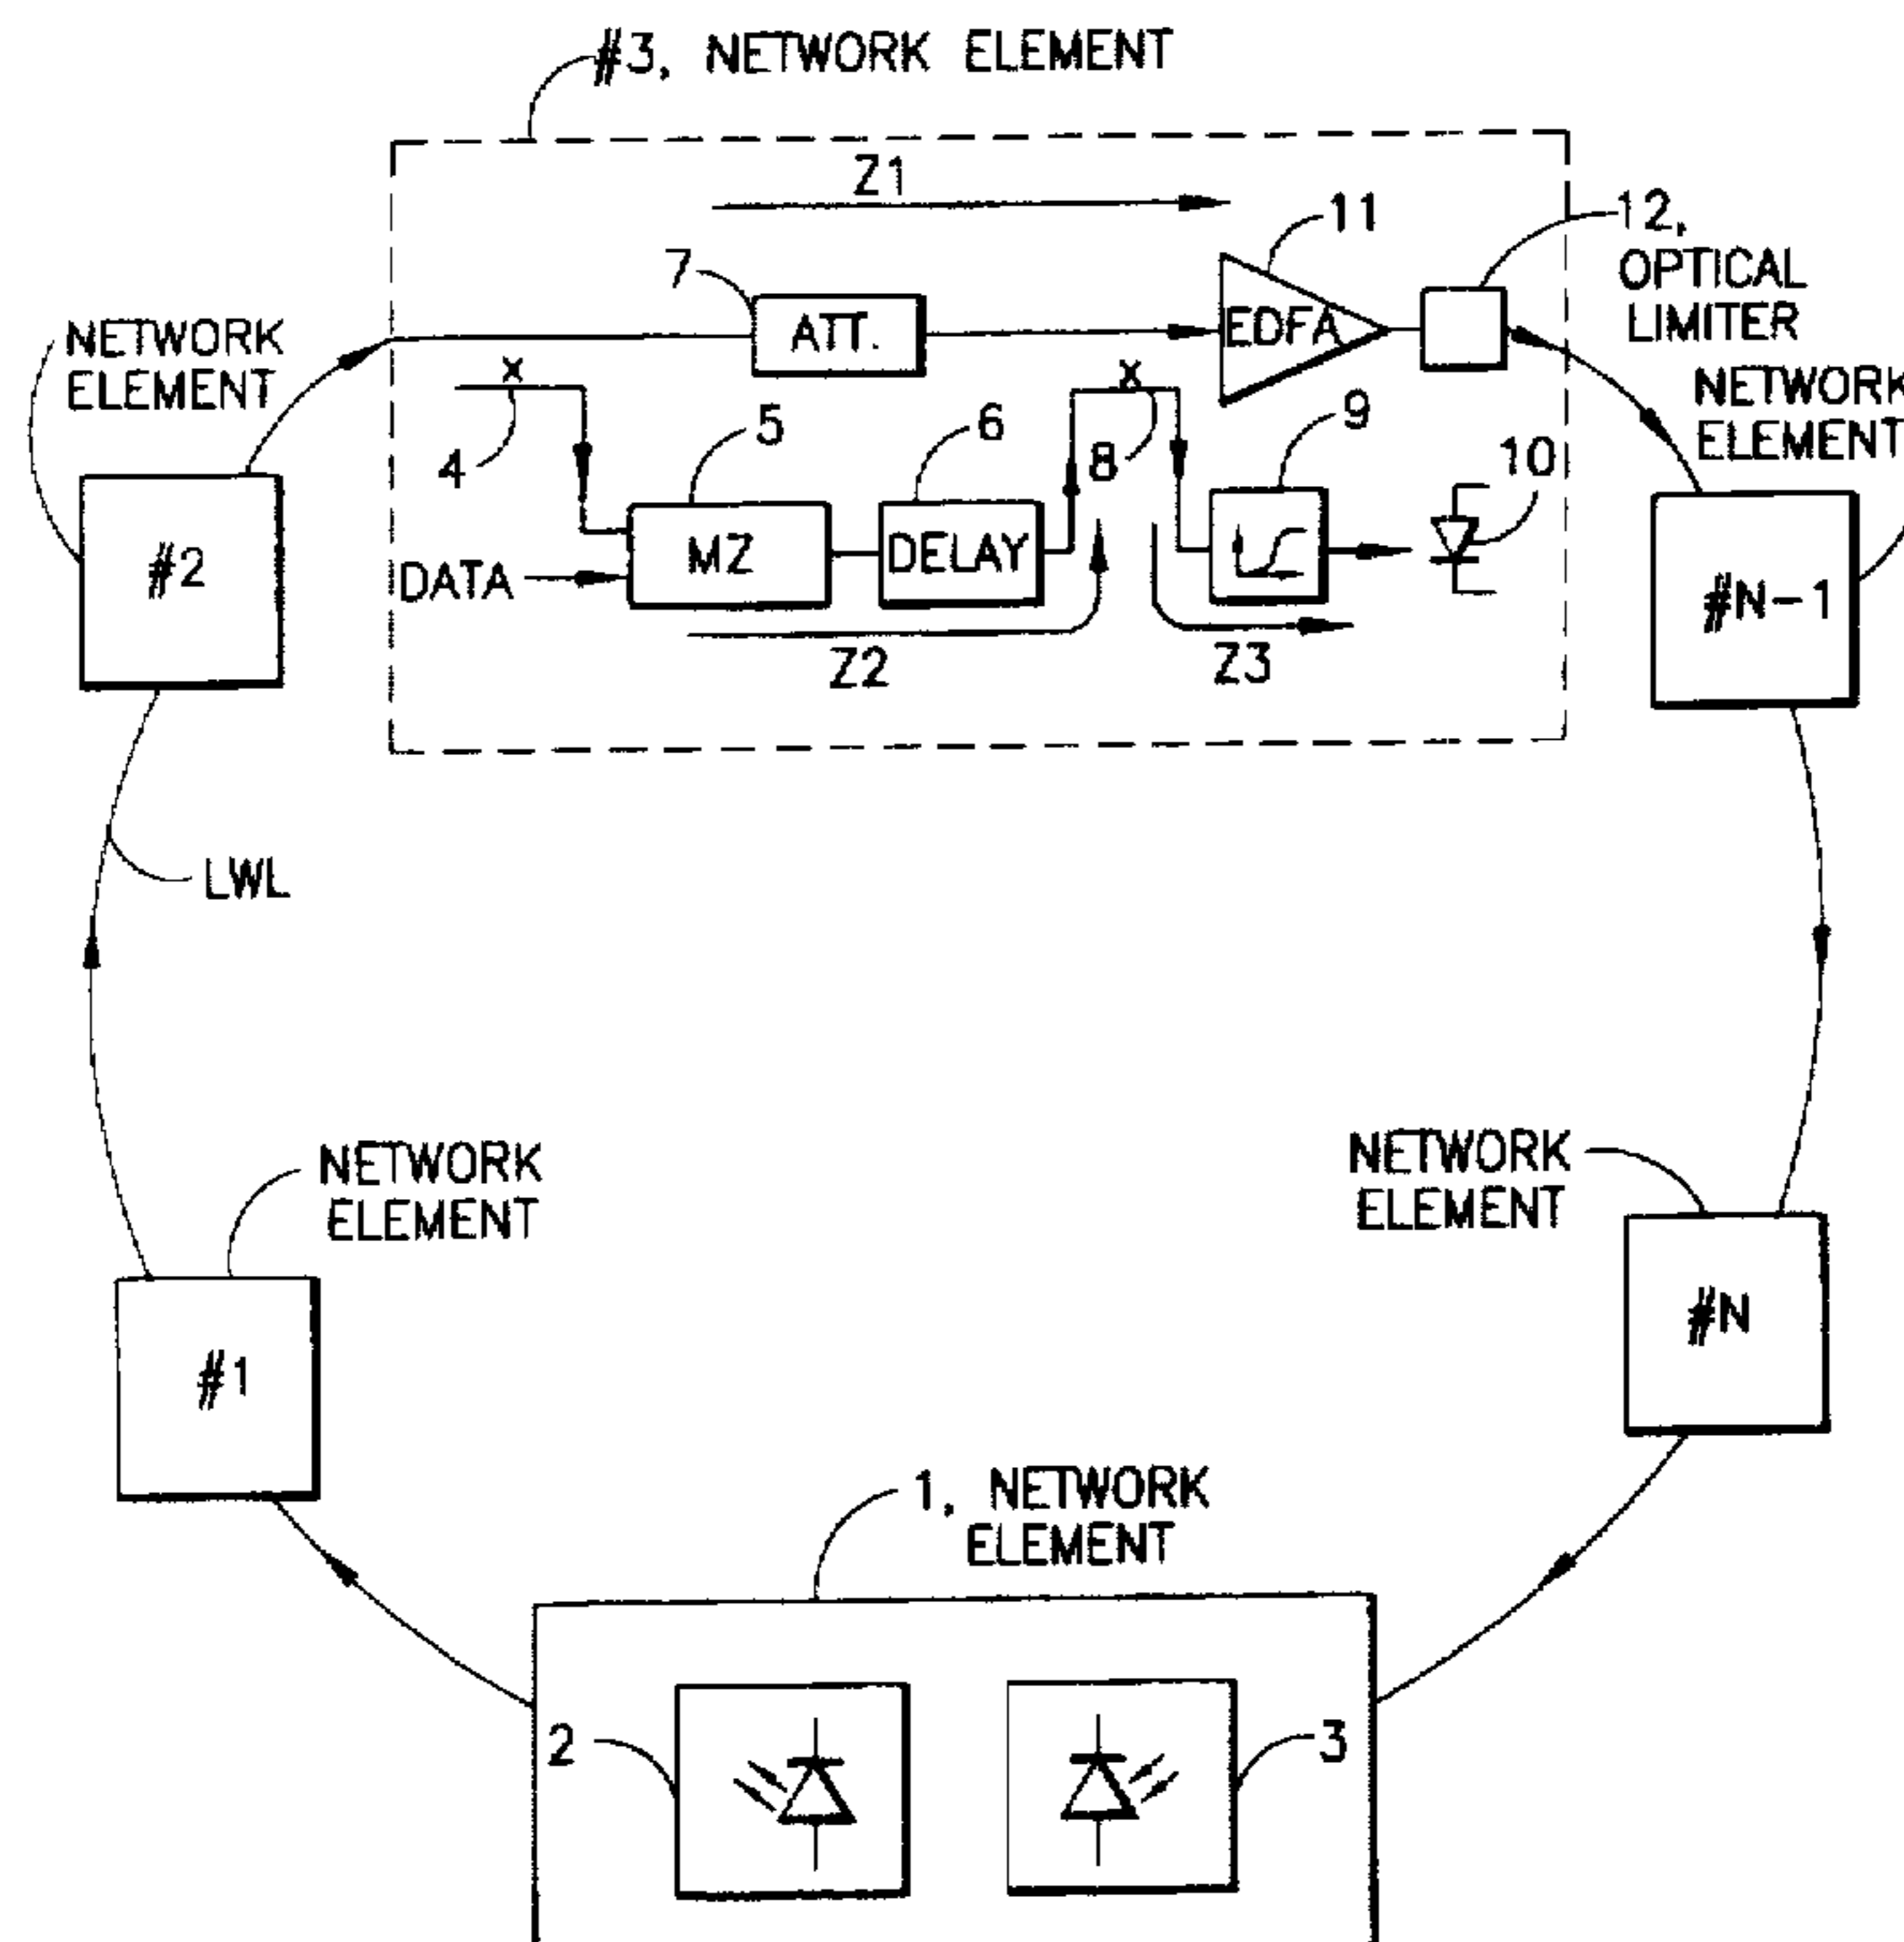 #3, NETWORK ELEMENT
Z1
11
12,
OPTICAL
LIMITER
7
ATT.
EDFA
NETWORK
ELEMENT
x
x
NETWORK
ELEMENT
4
5
6
8
9
10
#2
DATA
MZ
DELAY
#N-1
Z2
Z3
LWL
NETWORK
ELEMENT
NETWORK
ELEMENT
#1
#N
1, NETWORK
ELEMENT
2
3